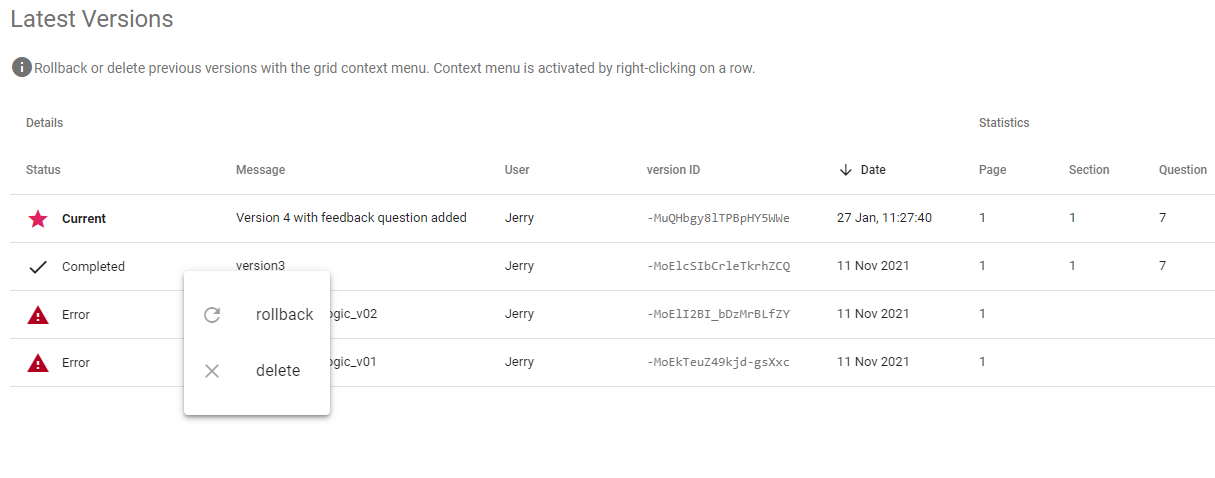 Latest Versions
Rollback or delete previous versions with the grid context menu. Context menu is activated by right-clicking on a row.
Details Statistics
Status Message User version ID Date Page Section Question
Current Version 4 with feedback question added Jerry -MuQHbgy8lTPBpHY5WWe 27 Jan, 11:27:40 1 1 7
Completed version3 Jerry -MoElcSIbCrleTkrhZCQ 11 Nov 2021 1 1 7
Error ogic_v02 Jerry -MoElI2BI_bDzMrBLfZY 11 Nov 2021 1
Error ogic_v01 Jerry -MoEkTeuZ49kjd-gsXxc 11 Nov 2021 1
rollback
delete